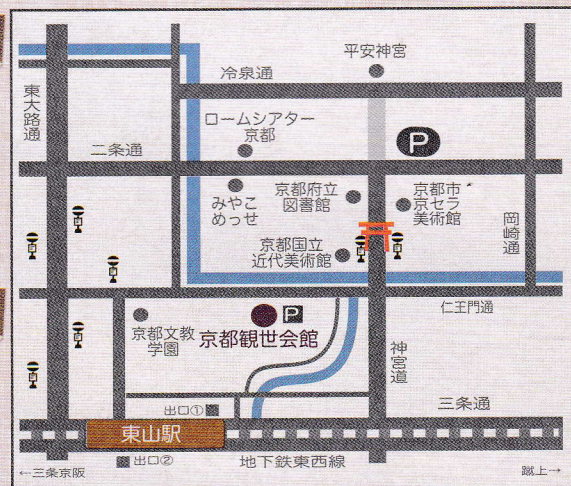 平安神宮
冷泉通
東大路通
ロームシアター
京都
P
二条通
みやこ
めっせ
京都府立
図書館
京都市
京セラ
美術館
岡崎通
京都国立
近代美術館
仁王門通
京都文教
学園
P
京都観世会館
神宮道
三条通
出口①
東山駅
出口②
地下鉄東西線
←三条京阪
蹴上→